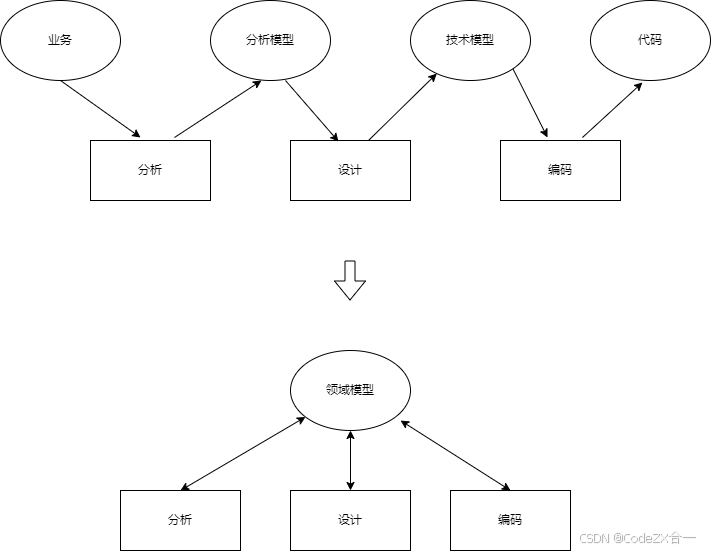 业务
分析模型
技术模型
代码
分析
设计
编码
领域模型
分析
设计
编码
CSDN @CodeZX合一